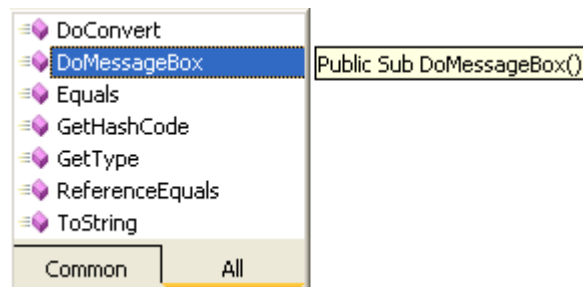 DoConvert
DoMessageBox
Public Sub DoMessageBox()
Equals
GetHashCode
GetType
ReferenceEquals
ToString
Common All